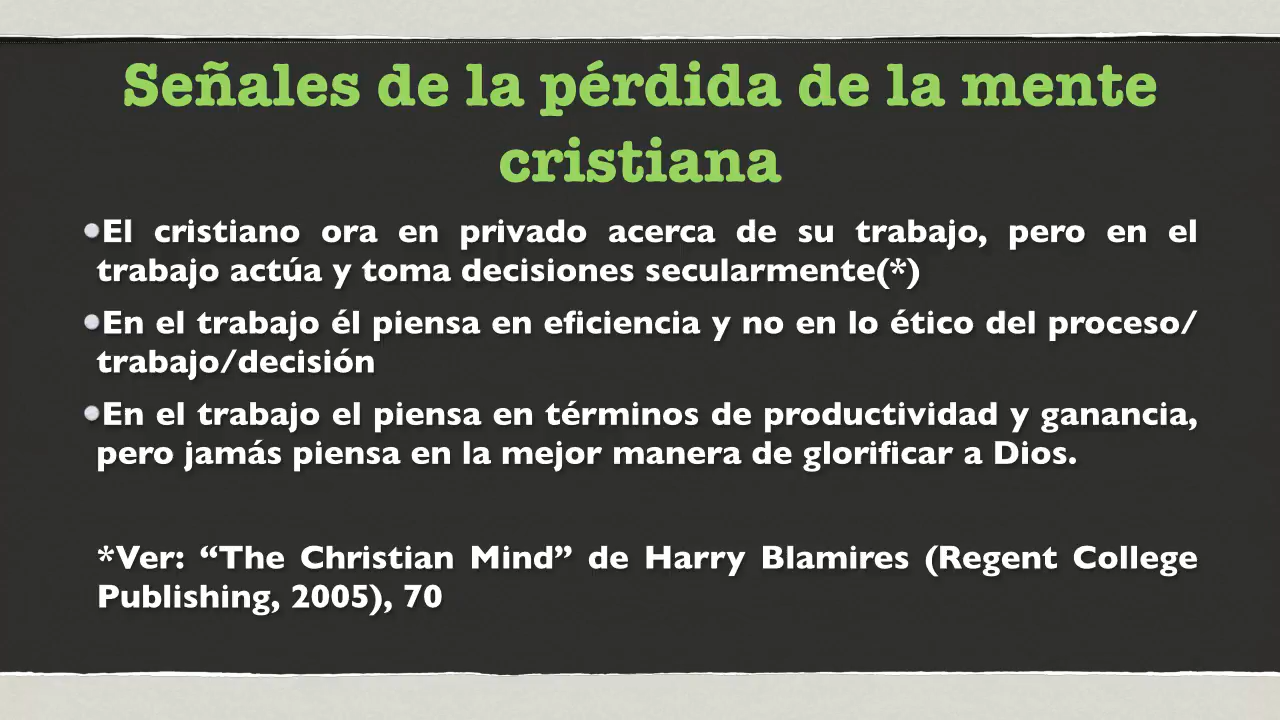 Señales de la pérdida de la mente
cristiana
•El cristiano ora en privado acerca de su trabajo, pero en el
trabajo actúa y toma decisiones secularmente(*)
•En el trabajo él piensa en eficiencia y no en lo ético del proceso/
trabajo/decisión
•En el trabajo el piensa en términos de productividad y ganancia,
pero jamás piensa en la mejor manera de glorificar a Dios.
*Ver: “The Christian Mind” de Harry Blamires (Regent College
Publishing, 2005), 70